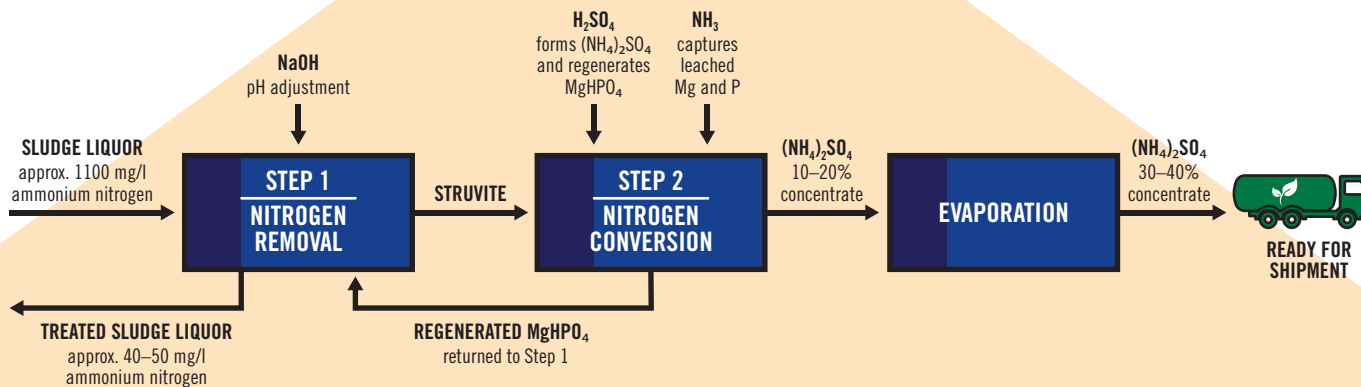 H₂SO₄
forms (NH₄)₂SO₄
and regenerates
MgHPO₄
NH₃
captures
leached
Mg and P
NaOH
pH adjustment
SLUDGE LIQUOR
approx. 1100 mg/l
ammonium nitrogen
STEP 1
NITROGEN
REMOVAL
STRUVITE
STEP 2
NITROGEN
CONVERSION
(NH₄)₂SO₄
10–20%
concentrate
EVAPORATION
(NH₄)₂SO₄
30–40%
concentrate
READY FOR
SHIPMENT
TREATED SLUDGE LIQUOR
approx. 40–50 mg/l
ammonium nitrogen
REGENERATED MgHPO₄
returned to Step 1